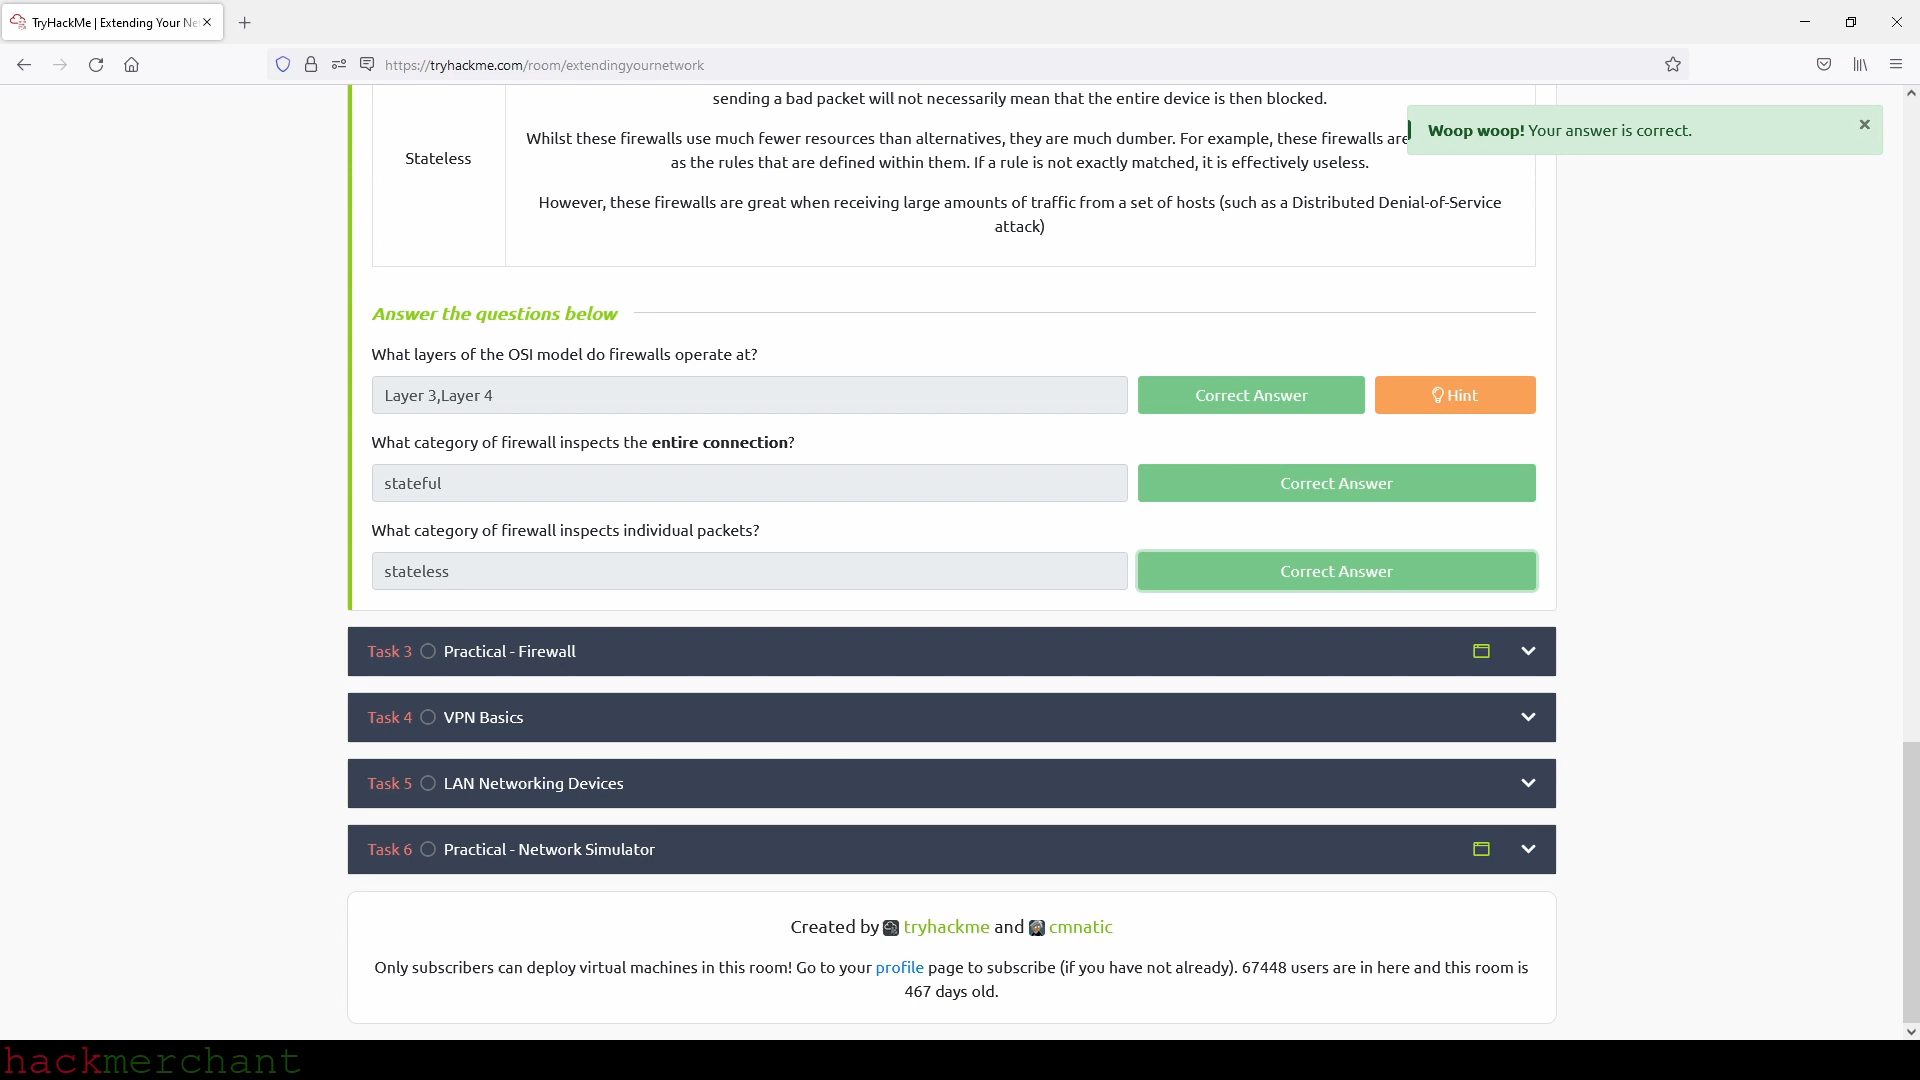 TryHackMe | Extending Your Ne
https://tryhackme.com/room/extendingyournetwork
sending a bad packet will not necessarily mean that the entire device is then blocked.
Woop woop! Your answer is correct.
Whilst these firewalls use much fewer resources than alternatives, they are much dumber. For example, these firewalls are
Stateless
as the rules that are defined within them. If a rule is not exactly matched, it is effectively useless.
However, these firewalls are great when receiving large amounts of traffic from a set of hosts (such as a Distributed Denial-of-Service
attack)
Answer the questions below
What layers of the OSI model do firewalls operate at?
Layer 3,Layer 4 Correct Answer Hint
What category of firewall inspects the entire connection?
stateful Correct Answer
What category of firewall inspects individual packets?
stateless Correct Answer
Task 3 Practical - Firewall
Task 4 VPN Basics
Task 5 LAN Networking Devices
Task 6 Practical - Network Simulator
Created by tryhackme and cmnatic
Only subscribers can deploy virtual machines in this room! Go to your profile page to subscribe (if you have not already). 67448 users are in here and this room is
467 days old.
hackmerchant